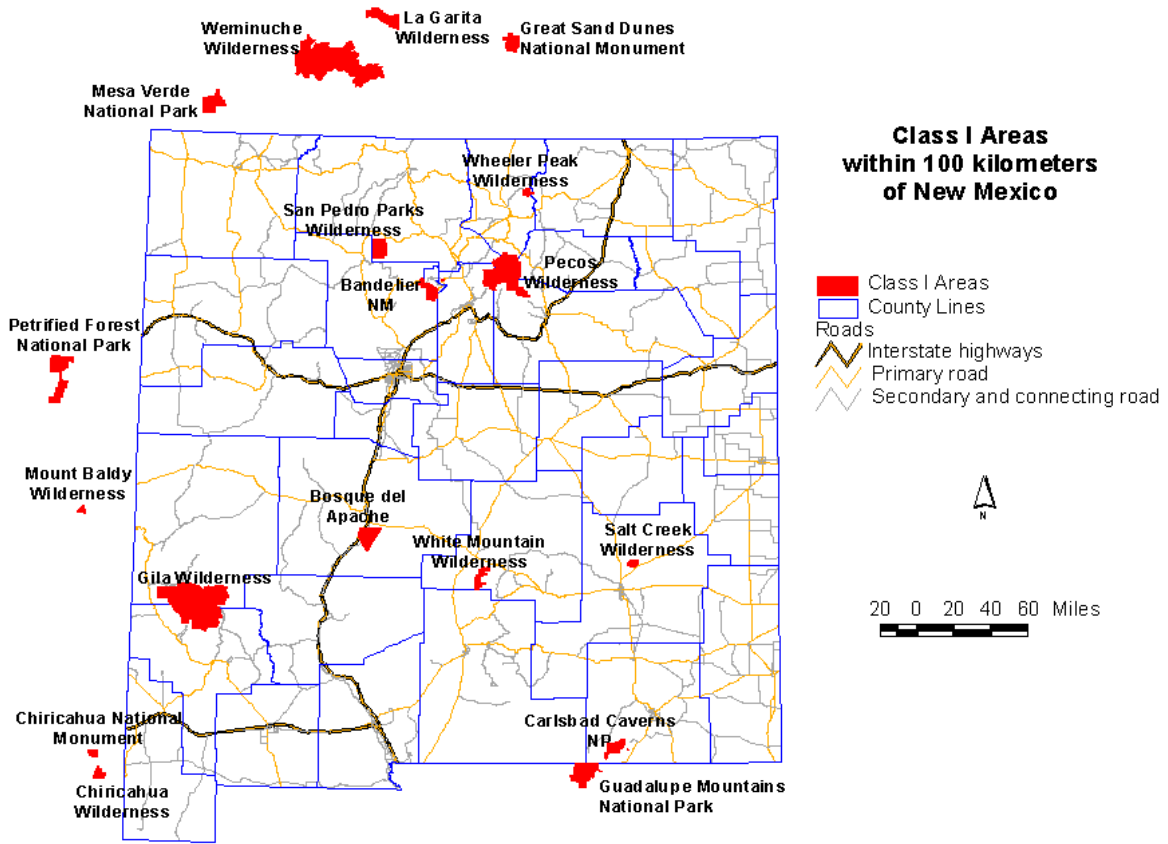 La Garita
Wilderness
Weminuche
Wilderness
Great Sand Dunes
National Monument
Mesa Verde
National Park
Class I Areas
within 100 kilometers
of New Mexico
Wheeler Peak
Wilderness
San Pedro Parks
Wilderness
Pecos
Wilderness
Bandelier
NM
Class I Areas
County Lines
Roads
Interstate highways
Primary road
Secondary and connecting road
Petrified Forest
National Park
Mount Baldy
Wilderness
Bosque del
Apache
White Mountain
Wilderness
Salt Creek
Wilderness
N
Gila Wilderness
20 0 20 40 60 Miles
Chiricahua National
Monument
Carlsbad Caverns
NP
Chiricahua
Wilderness
Guadalupe Mountains
National Park